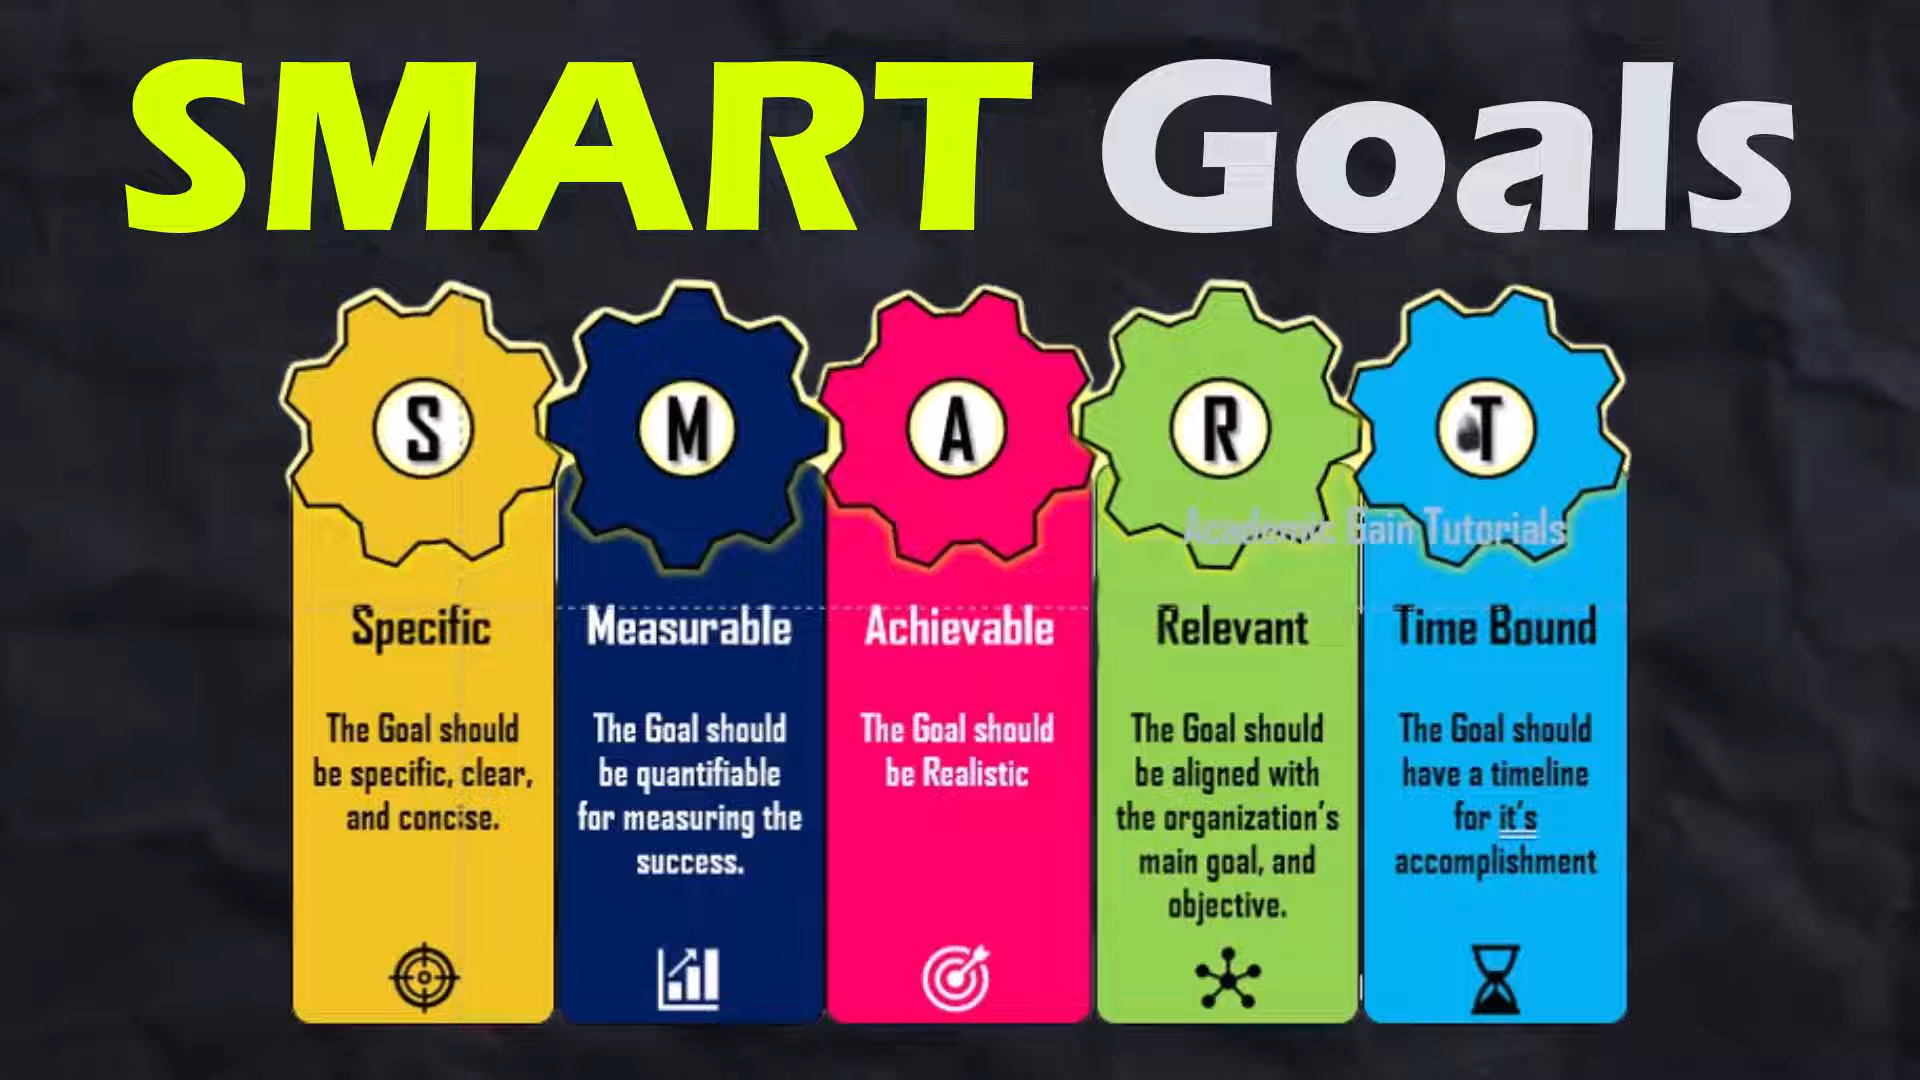 SMART Goals
S
M
A
R
T
Academic Gain Tutorials
Specific
The Goal should
be specific, clear,
and concise.
Measurable
The Goal should
be quantifiable
for measuring the
success.
Achievable
The Goal should
be Realistic
Relevant
The Goal should
be aligned with
the organization's
main goal, and
objective.
Time Bound
The Goal should
have a timeline
for it's
accomplishment